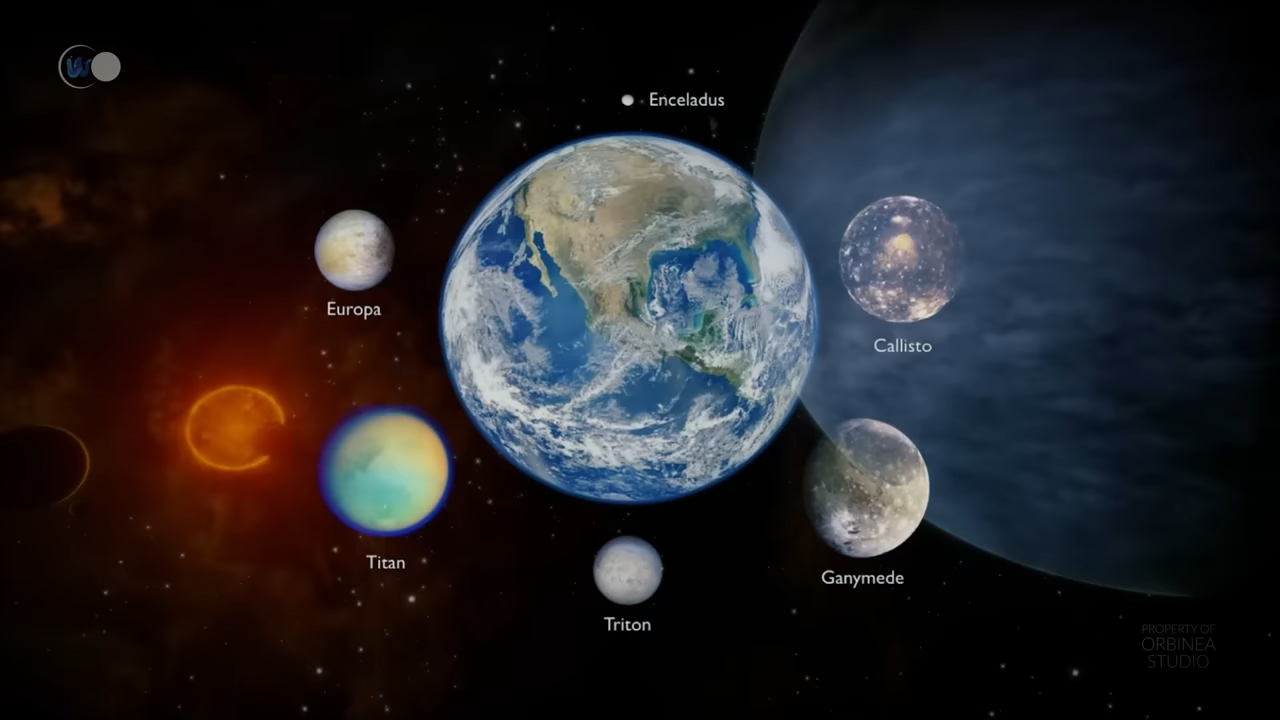 Enceladus
Europa
Callisto
Titan
Ganymede
Triton
PROPERTY OF
ORBINEA
STUDIO